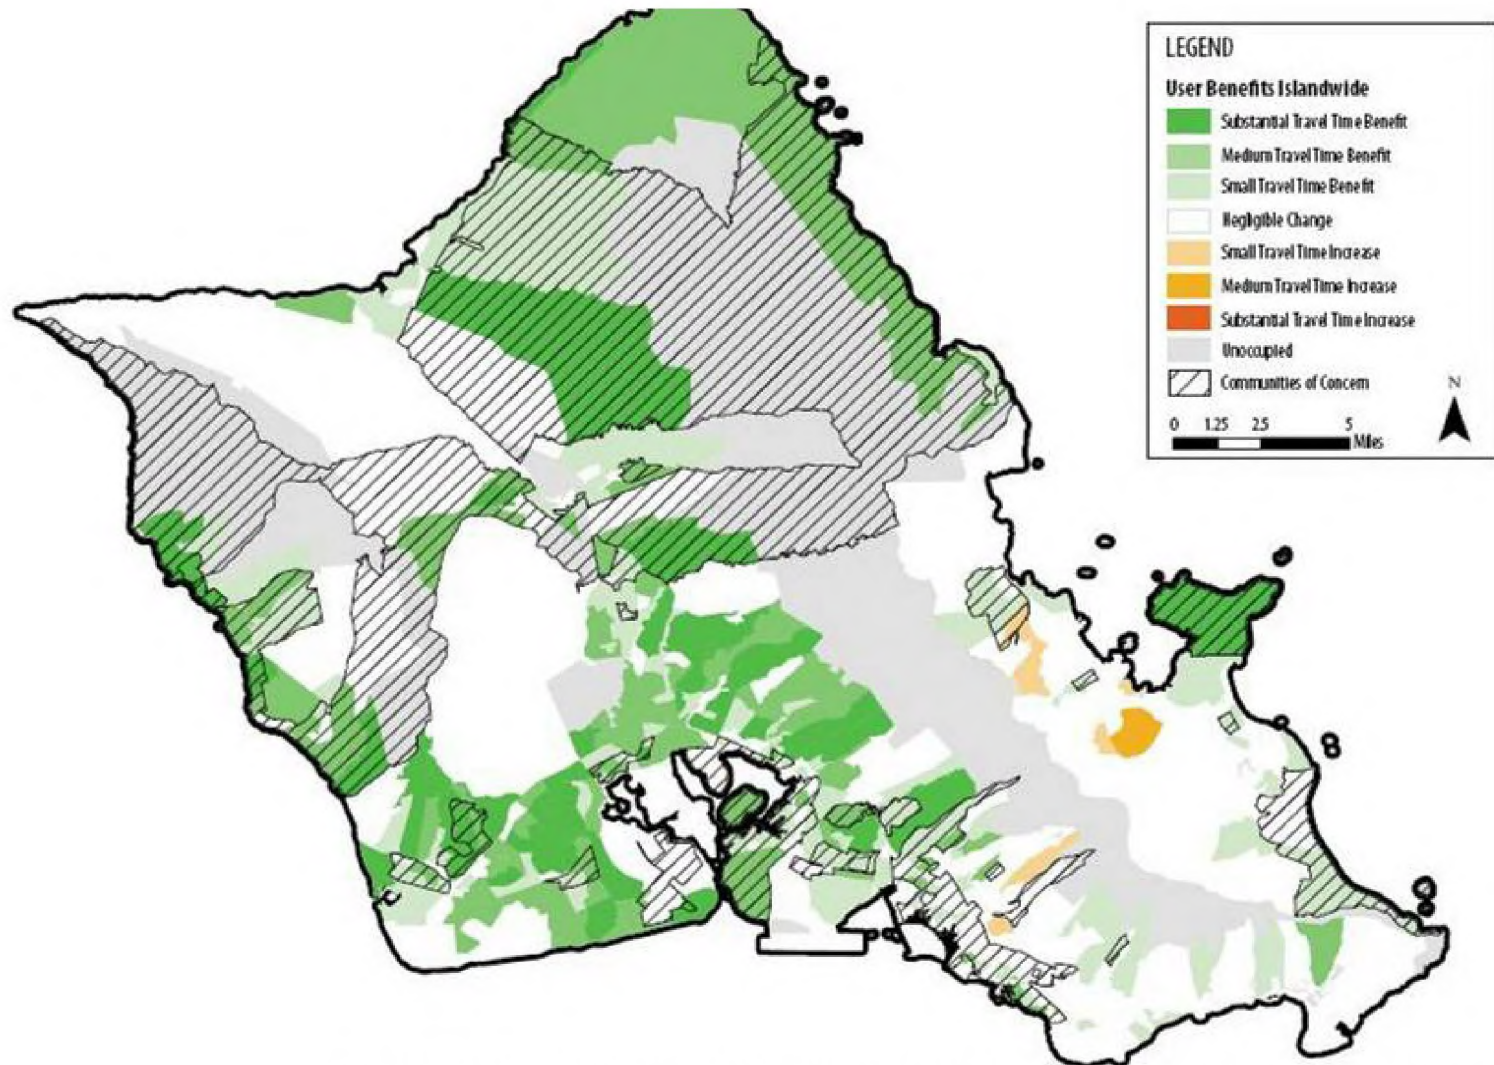 LEGEND
User Benefits Islandwide
Substantial Travel Time Benefit
Medium Travel Time Benefit
Small Travel Time Benefit
Negligible Change
Small Travel Time Increase
Medium Travel Time Increase
Substantial Travel Time Increase
Unoccupied
Communities of Concern
N
0 1.25 2.5 5
Miles